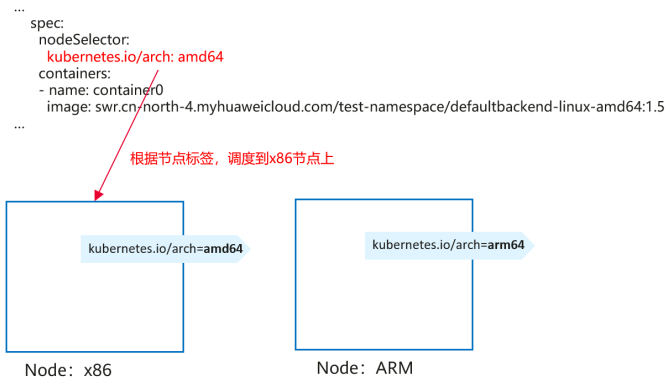 ...
spec:
nodeSelector:
kubernetes.io/arch: amd64
containers:
- name: container0
image: swr.cn-north-4.myhuaweicloud.com/test-namespace/defaultbackend-linux-amd64:1.5
...
根据节点标签，调度到x86节点上
kubernetes.io/arch=amd64
kubernetes.io/arch=arm64
Node：x86
Node：ARM